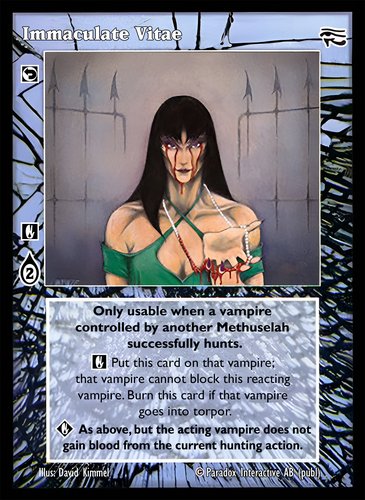 Immaculate Vitae
2
Only usable when a vampire
controlled by another Methuselah
successfully hunts.
Put this card on that vampire;
that vampire cannot block this reacting
vampire. Burn this card if that vampire
goes into torpor.
As above, but the acting vampire does not
gain blood from the current hunting action.
Illus: David Kimmel
© Paradox Interactive AB. (publ)